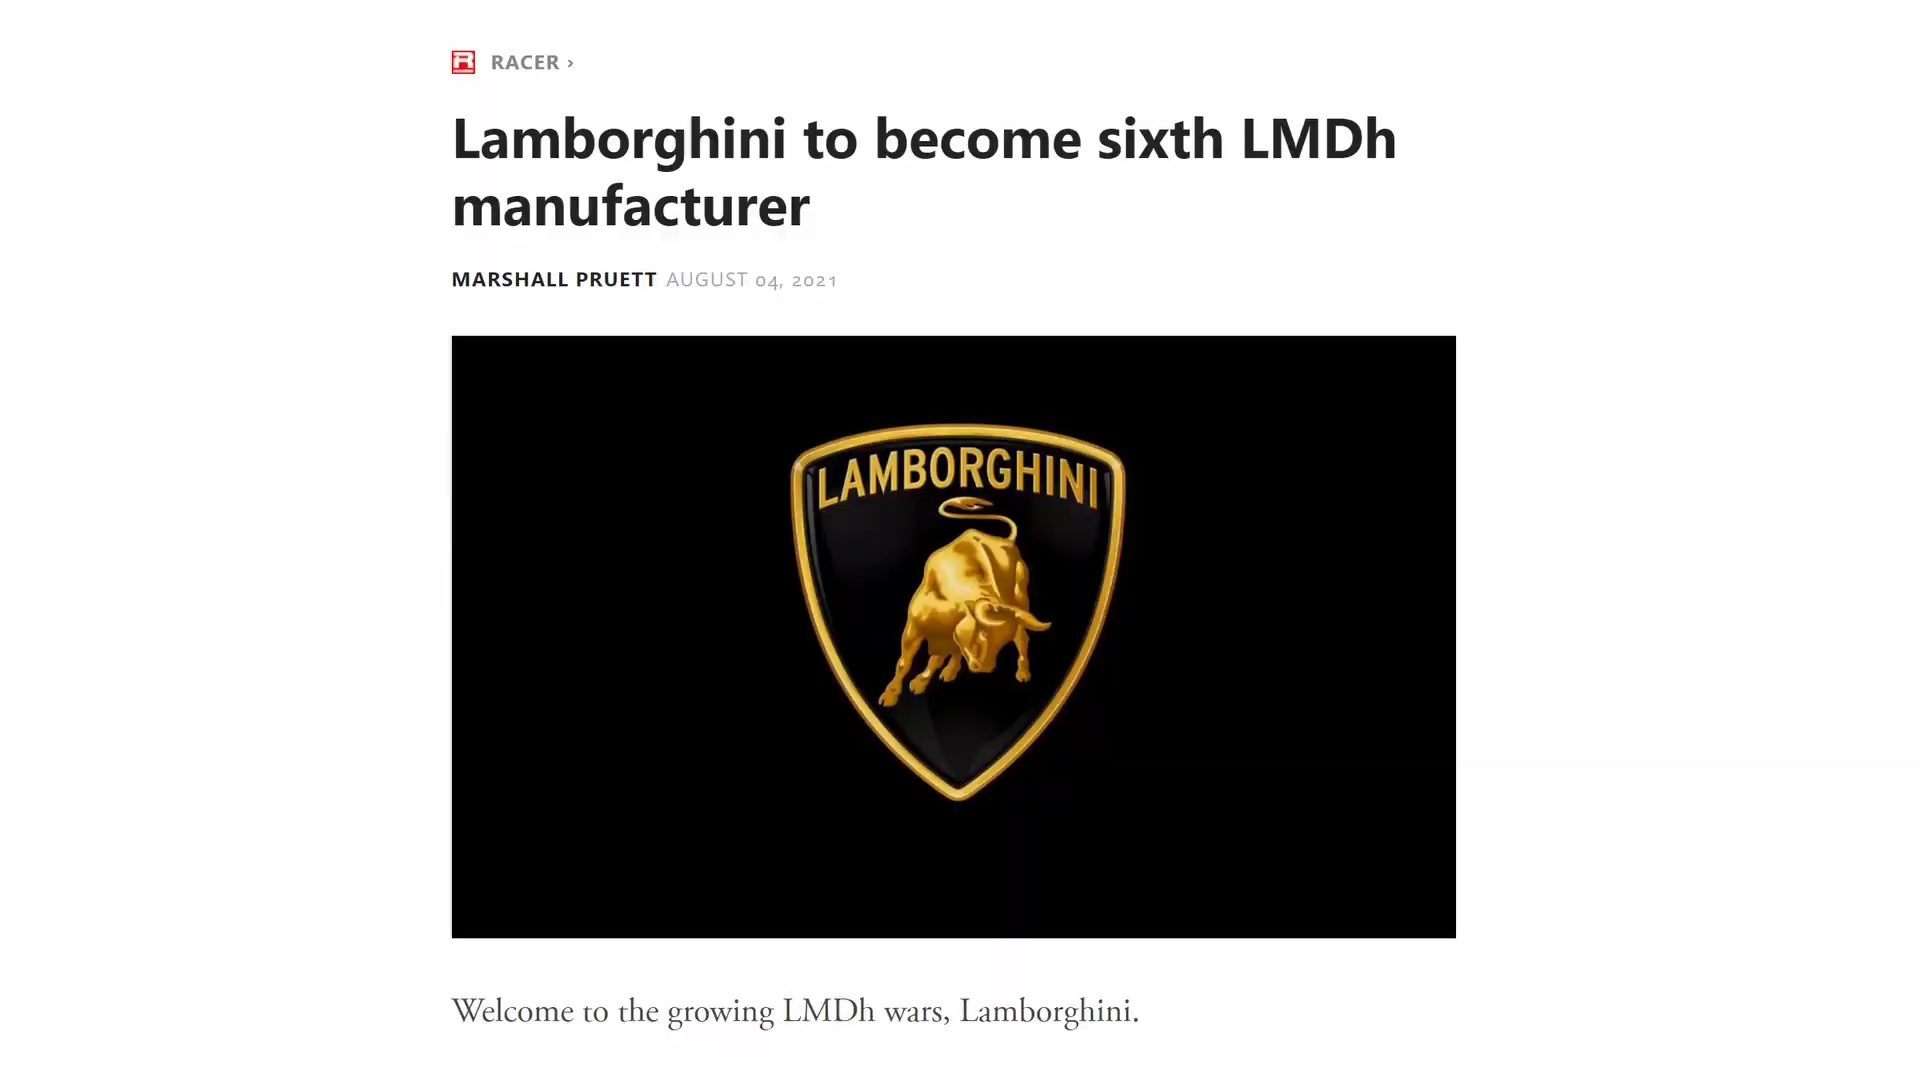 RACER ›
Lamborghini to become sixth LMDh
manufacturer
MARSHALL PRUETT AUGUST 04, 2021
LAMBORGHINI
Welcome to the growing LMDh wars, Lamborghini.